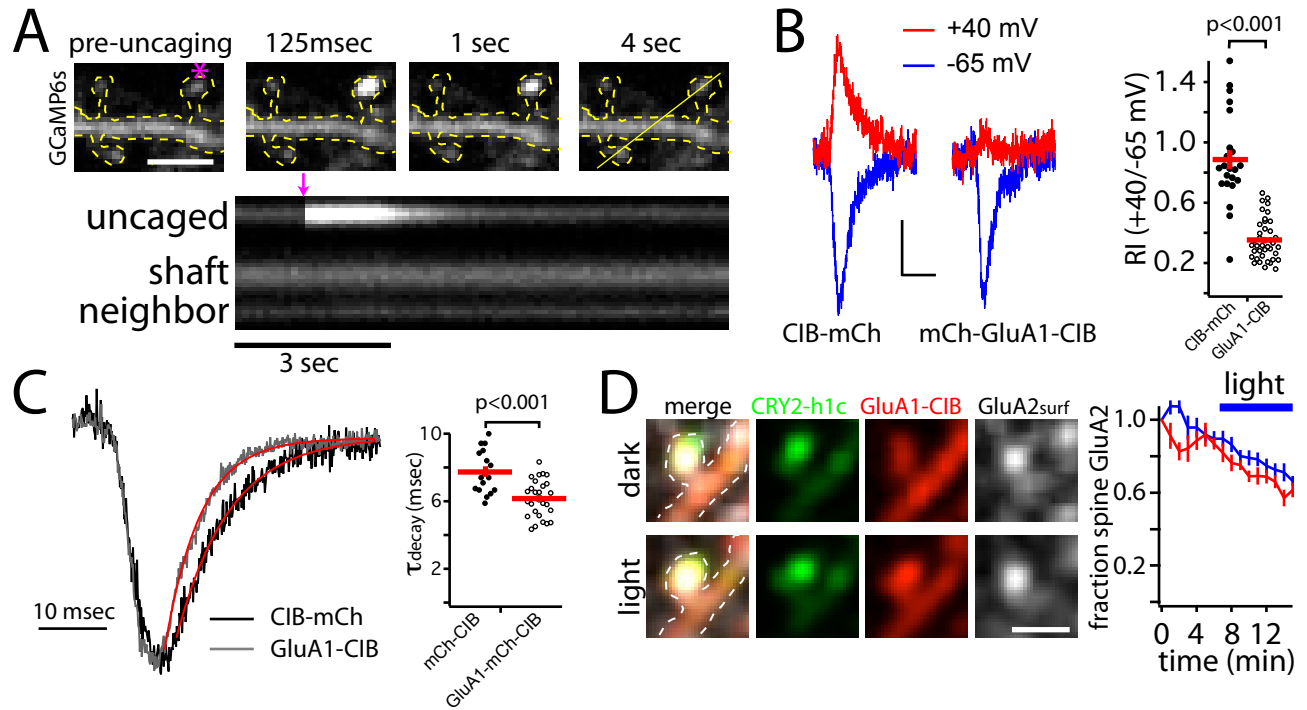 A
pre-uncaging 125msec 1 sec 4 sec
GCaMP6s
*
uncaged
shaft
neighbor
3 sec
B
+40 mV
-65 mV
CIB-mCh
mCh-GluA1-CIB
p<0.001
RI (+40/-65 mV)
1.4
1.0
0.6
0.2
CIB-mCh
GluA1-CIB
C
10 msec
CIB-mCh
GluA1-CIB
p<0.001
τdecay (msec)
10
8
6
4
2
mCh-CIB
GluA1-mCh-CIB
D
merge CRY2-h1c GluA1-CIB GluA2surf
dark
light
light
fraction spine GluA2
1.0
0.6
0.2
0 4 8 12
time (min)